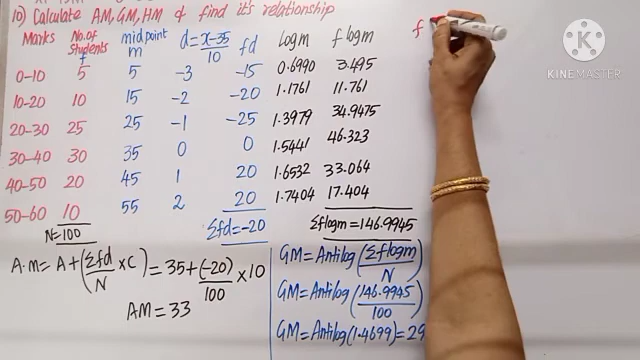 10) Calculate AM, GM, HM & find it's relationship
Marks No. of Students f mid point m d = x-35/10 fd logm f logm f
0-10 5 5 -3 -15 0.6990 3.495
10-20 10 15 -2 -20 1.1761 11.761
20-30 25 25 -1 -25 1.3979 34.9475
30-40 30 35 0 0 1.5441 46.323
40-50 20 45 1 20 1.6532 33.064
50-60 10 55 2 20 1.7404 17.404
N=100 Σfd=-20 Σflogm=146.9945
A.M = A + (Σfd/N × C) = 35 + (-20)/100 × 10
AM = 33
GM = Antilog (Σflogm/N)
GM = Antilog (146.9945/100)
GM = Antilog (1.4699) = 29
KINEMASTER